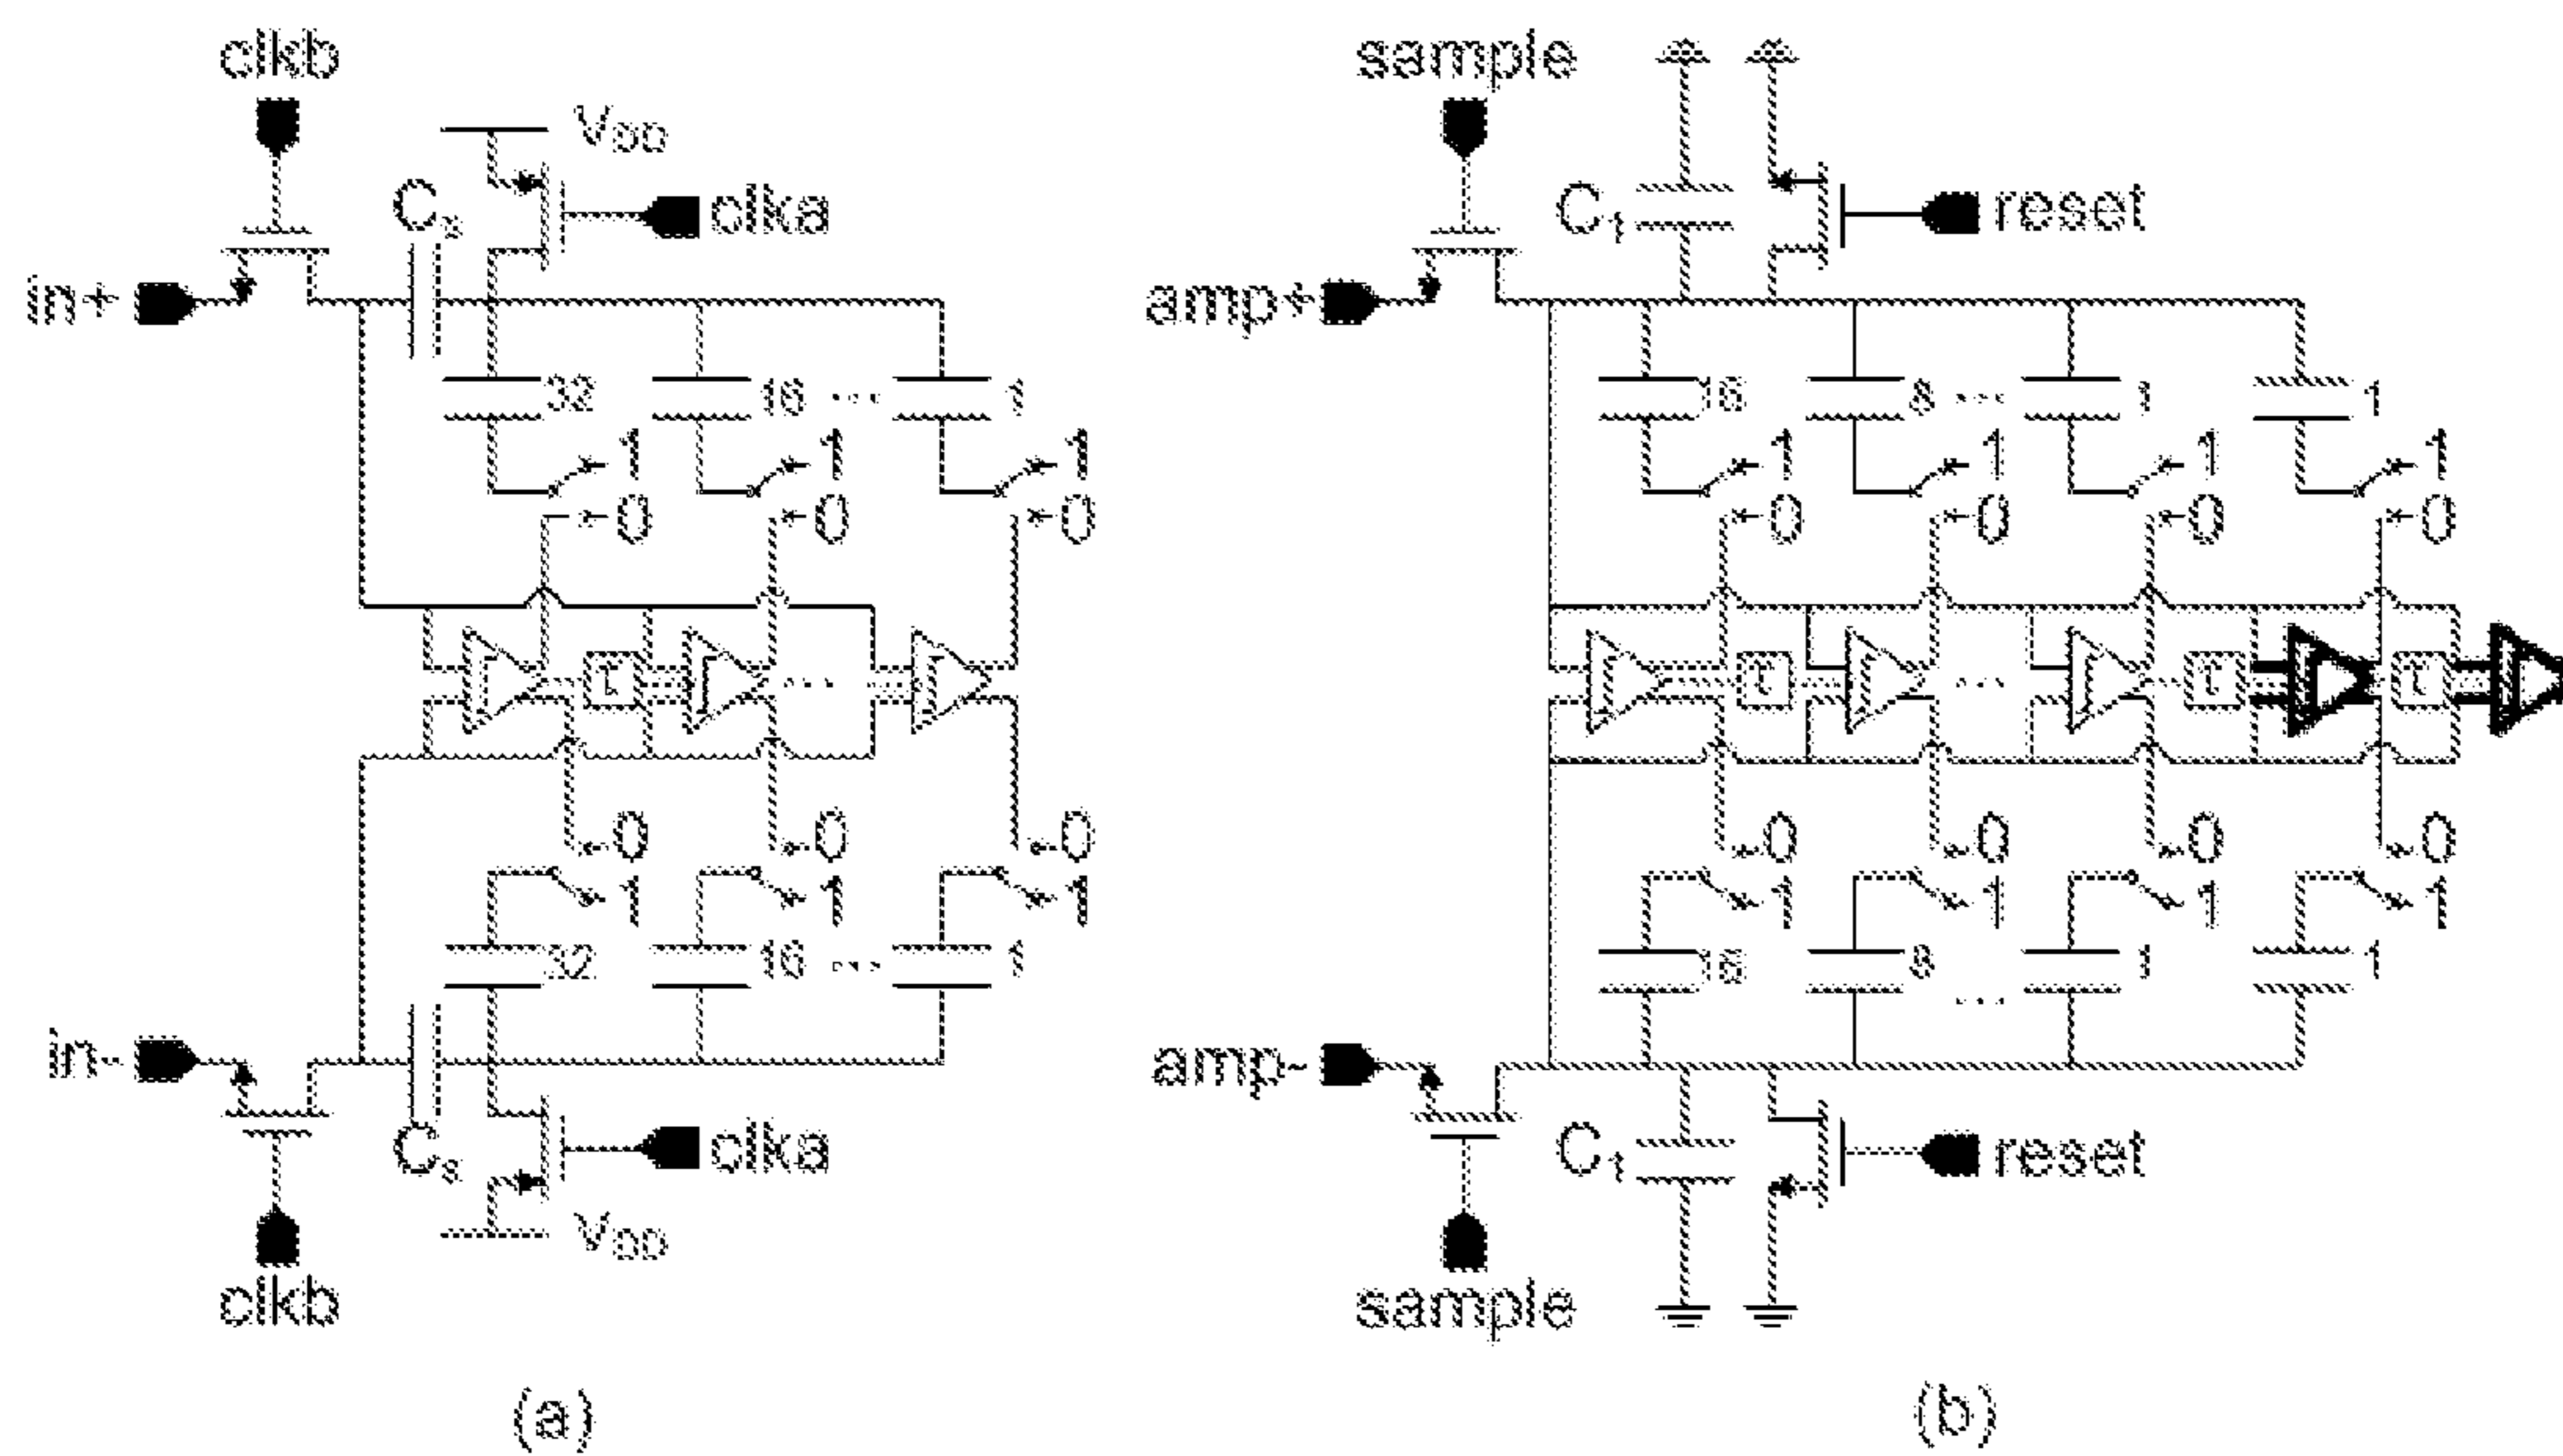 clkb
sample
VDD
Cs
clka
C1
reset
in+
amp+
32
16
...
1
16
8
...
1
1
1
1
1
1
1
1
1
0
0
0
0
0
0
0
τ
...
τ
...
τ
τ
0
0
0
0
0
0
0
1
1
1
1
1
1
1
32
16
...
1
16
8
...
1
1
in-
amp-
Cs
clka
C1
reset
VDD
clkb
sample
(a)
(b)